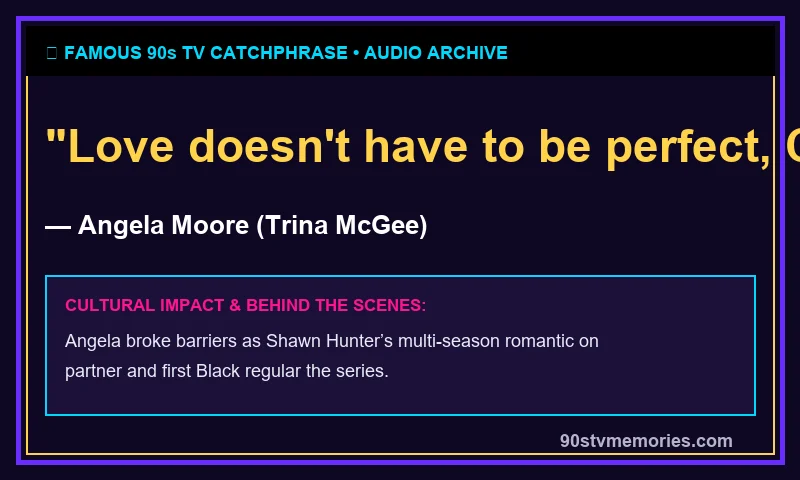 FAMOUS 90s TV CATCHPHRASE • AUDIO ARCHIVE
"Love doesn't have to be perfect,
— Angela Moore (Trina McGee)
CULTURAL IMPACT & BEHIND THE SCENES:
Angela broke barriers as Shawn Hunter’s multi-season romantic on
partner and first Black regular the series.
90stvmemories.com